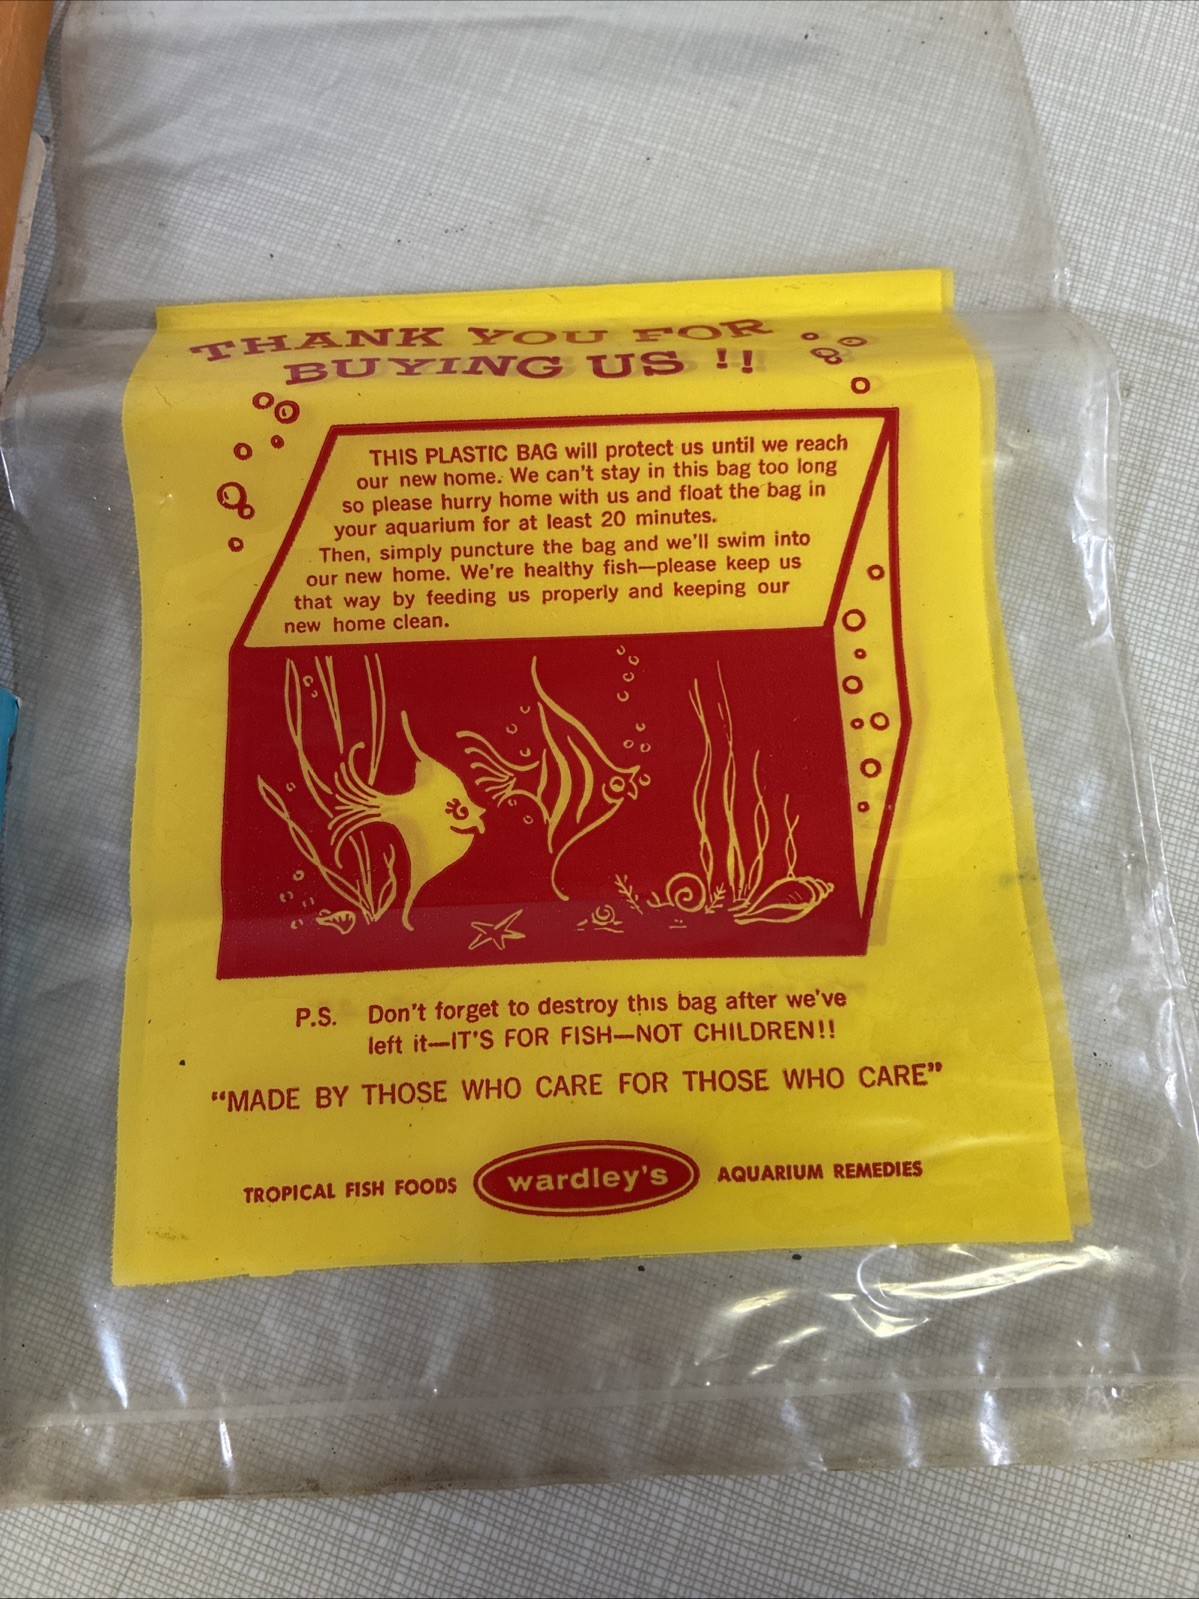 THANK YOU FOR
BUYING US !!
THIS PLASTIC BAG will protect us until we reach
our new home. We can't stay in this bag too long
so please hurry home with us and float the bag in
your aquarium for at least 20 minutes.
Then, simply puncture the bag and we'll swim into
our new home. We're healthy fish—please keep us
that way by feeding us properly and keeping our
new home clean.
P.S. Don't forget to destroy this bag after we've
left it—IT'S FOR FISH—NOT CHILDREN!!
“MADE BY THOSE WHO CARE FOR THOSE WHO CARE”
TROPICAL FISH FOODS wardley's AQUARIUM REMEDIES